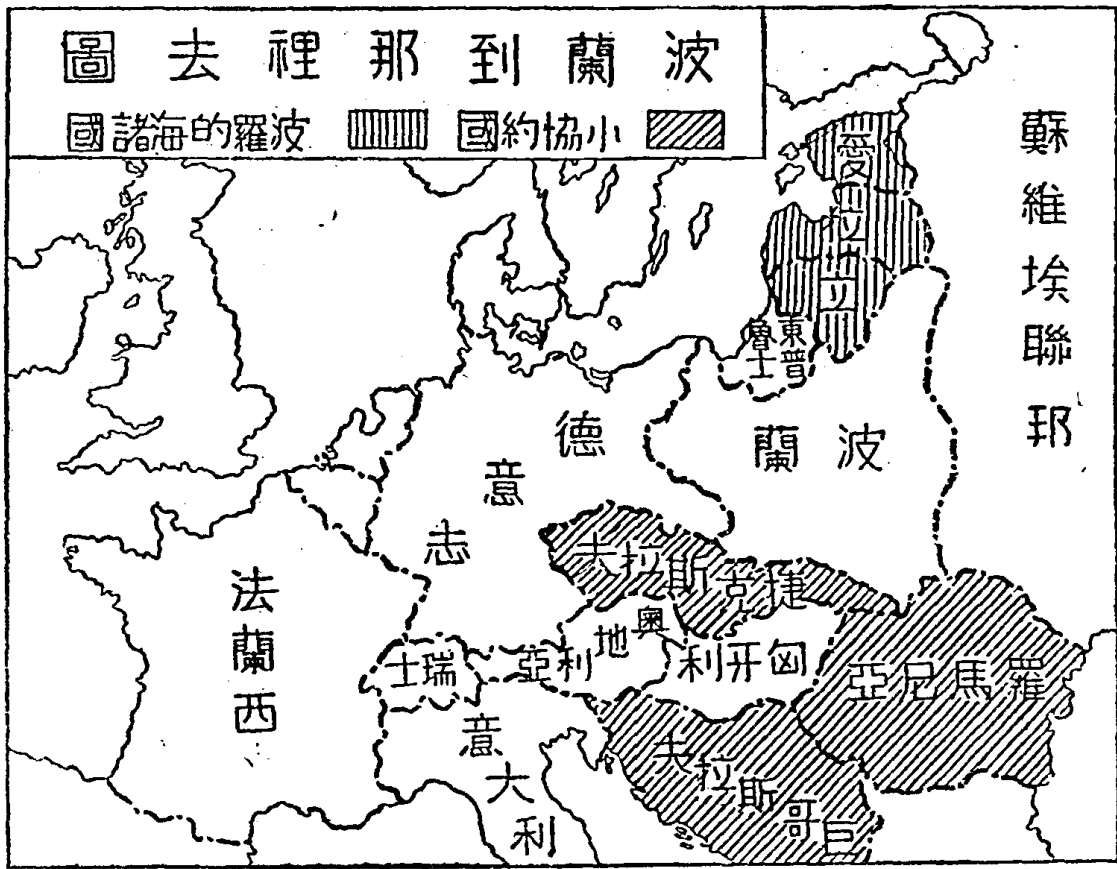 波蘭到那裡去圖
小協約國
波羅的海諸國
蘇維埃聯邦
愛
拉
立
東普魯士
波蘭
德意志
捷克斯拉夫
法蘭西
奧地利亞
匈牙利
瑞士
羅馬尼亞
意大利
巨哥斯拉夫